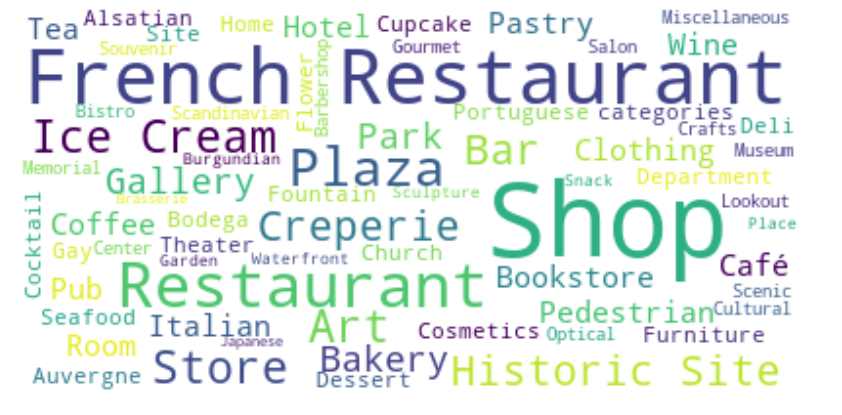 Tea Alsatian Site Home Hotel Cupcake Pastry Miscellaneous
Souvenir Gourmet Salon Wine
French Restaurant
Flower Barbershop
Bistro Scandinavian Portuguese categories
Ice Cream Park Bar Clothing Crafts Deli
Memorial Burgundian Plaza Museum
Gallery Fountain Sculpture Snack Department
Brasserie Shop Lookout
Cocktail Coffee Bodega Creperie Place
Gay Center Theater Church
Garden Waterfront Café
Pub Restaurant Bookstore Scenic
Seafood Italian Art Pedestrian Cultural
Room Japanese Cosmetics Optical Furniture
Auvergne Store Bakery Historic Site
Dessert